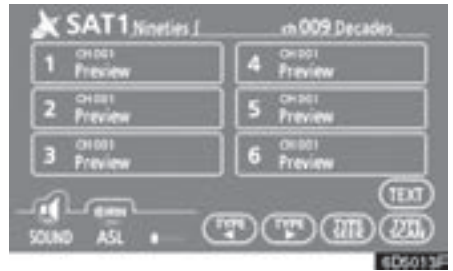 SAT1 Nineties ch 009 Decades
1 CH 001 Preview
4 CH 001 Preview
2 CH 001 Preview
5 CH 001 Preview
3 CH 001 Preview
6 CH 001 Preview
TEXT
SOUND ASL TYPE TYPE
6D5013F